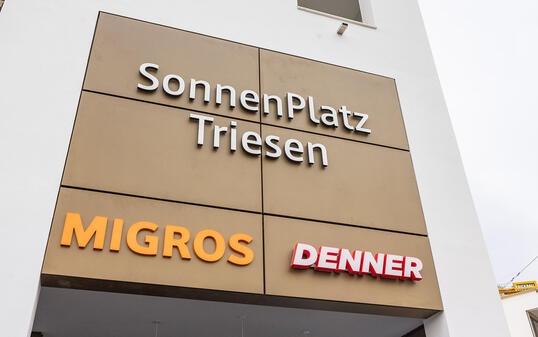 SonnenPlatz
Triesen
MIGROS
DENNER